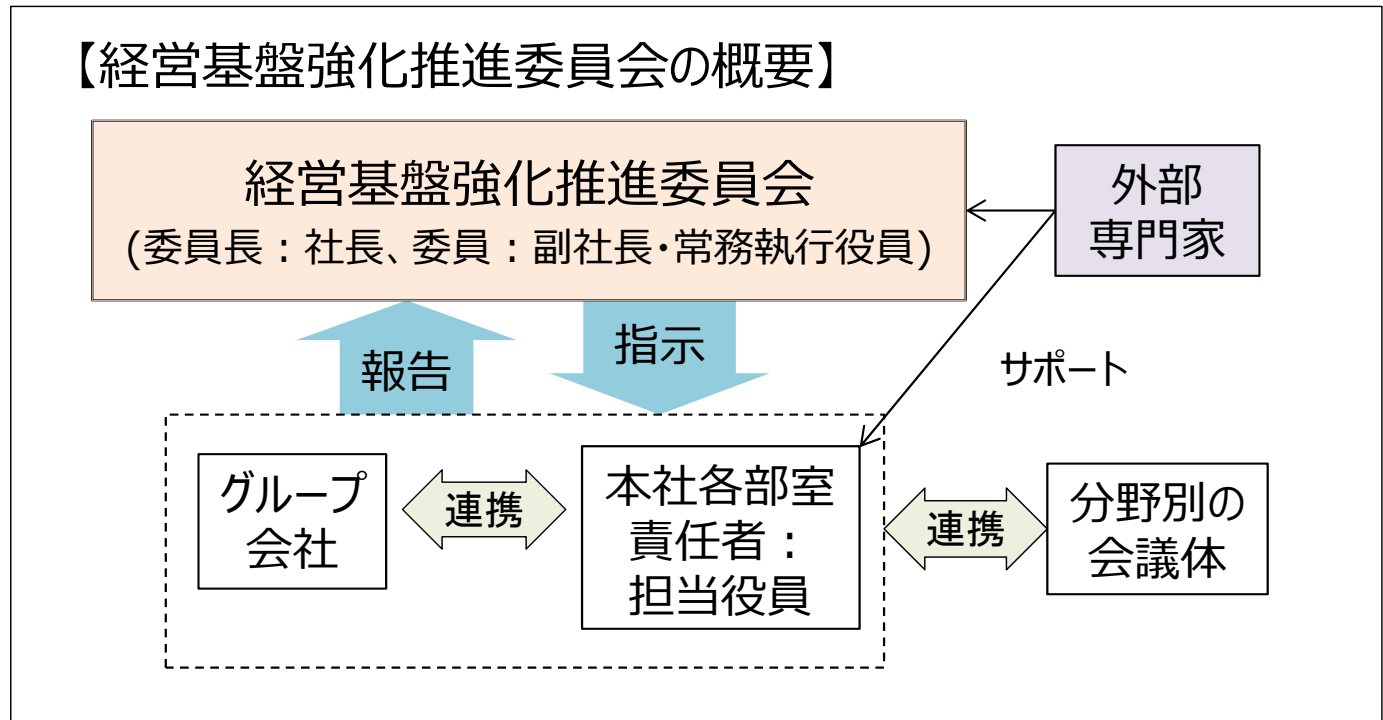 【経営基盤強化推進委員会の概要】
経営基盤強化推進委員会
(委員長：社長、委員：副社長・常務執行役員)
外部
専門家
報告
指示
サポート
グループ
会社
連携
本社各部室
責任者：
担当役員
連携
分野別の
会議体